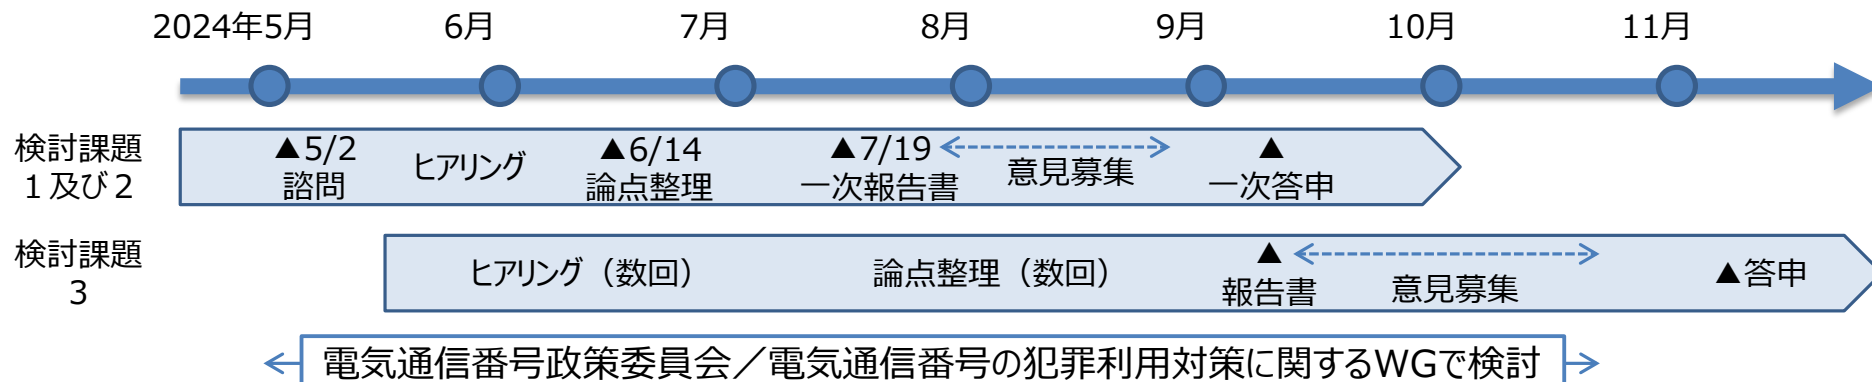 2024年5月 6月 7月 8月 9月 10月 11月
検討課題
１及び２
▲5/2
諮問
ヒアリング
▲6/14
論点整理
▲7/19
一次報告書
意見募集
▲
一次答申
検討課題
３
ヒアリング（数回）
論点整理（数回）
▲
報告書
意見募集
▲答申
電気通信番号政策委員会／電気通信番号の犯罪利用対策に関するWGで検討